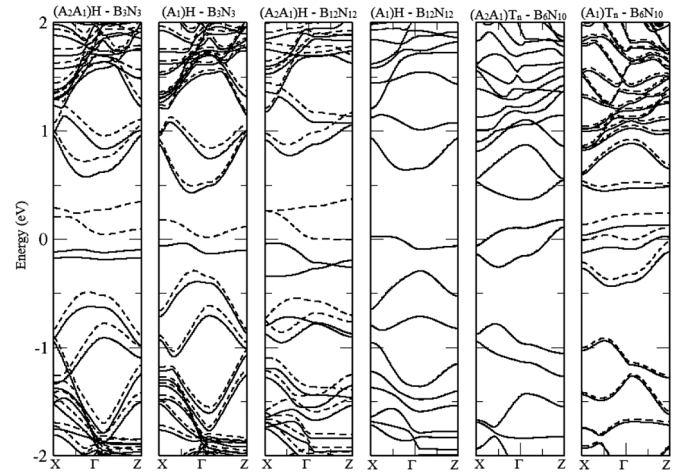 (A₂A₁)H - B₃N₃ (A₁)H - B₃N₃ (A₂A₁)H - B₁₂N₁₂ (A₁)H - B₁₂N₁₂ (A₂A₁)Tₙ - B₆N₁₀ (A₁)Tₙ - B₆N₁₀
2
1
Energy (eV)
0
-1
-2
X Γ Z X Γ Z X Γ Z X Γ Z X Γ Z X Γ Z